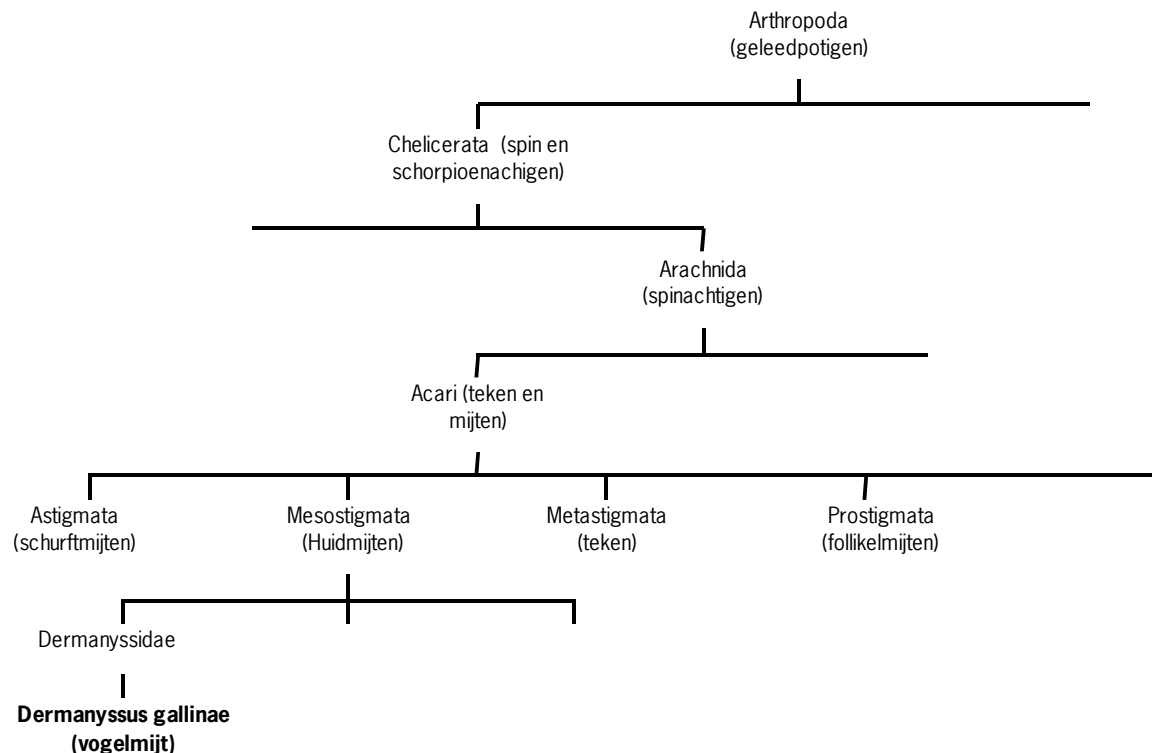 Arthropoda
(geleedpotigen)
Chelicerata (spin en
schorpioenachigen)
Arachnida
(spinachtigen)
Acari (teken en
mijten)
Astigmata
(schurftmijten)
Mesostigmata
(Huidmijten)
Metastigmata
(teken)
Prostigmata
(follikelmijten)
Dermanyssidae
Dermanyssus gallinae
(vogelmijt)